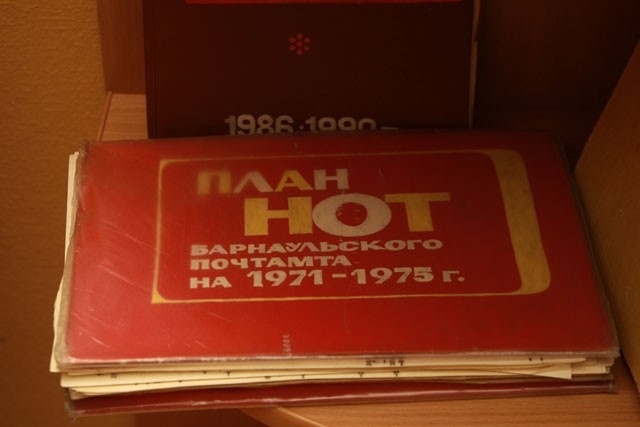 1986-1990
ПЛАН
НОТ
БАРНАУЛЬСКОГО
ПОЧТАМТА
НА 1971-1975 г.